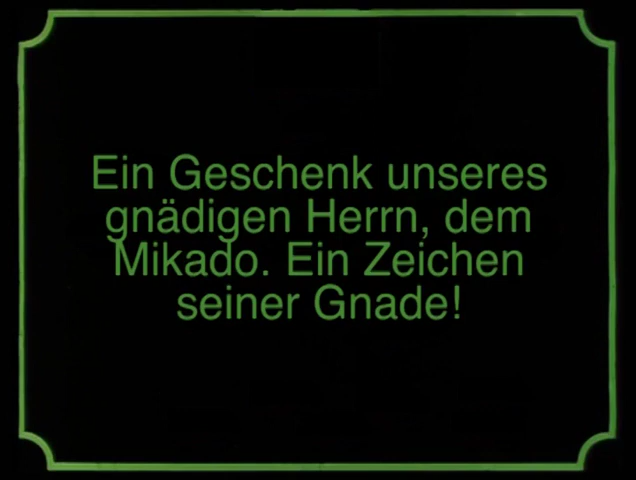 Ein Geschenk unseres
gnädigen Herrn, dem
Mikado. Ein Zeichen
seiner Gnade!